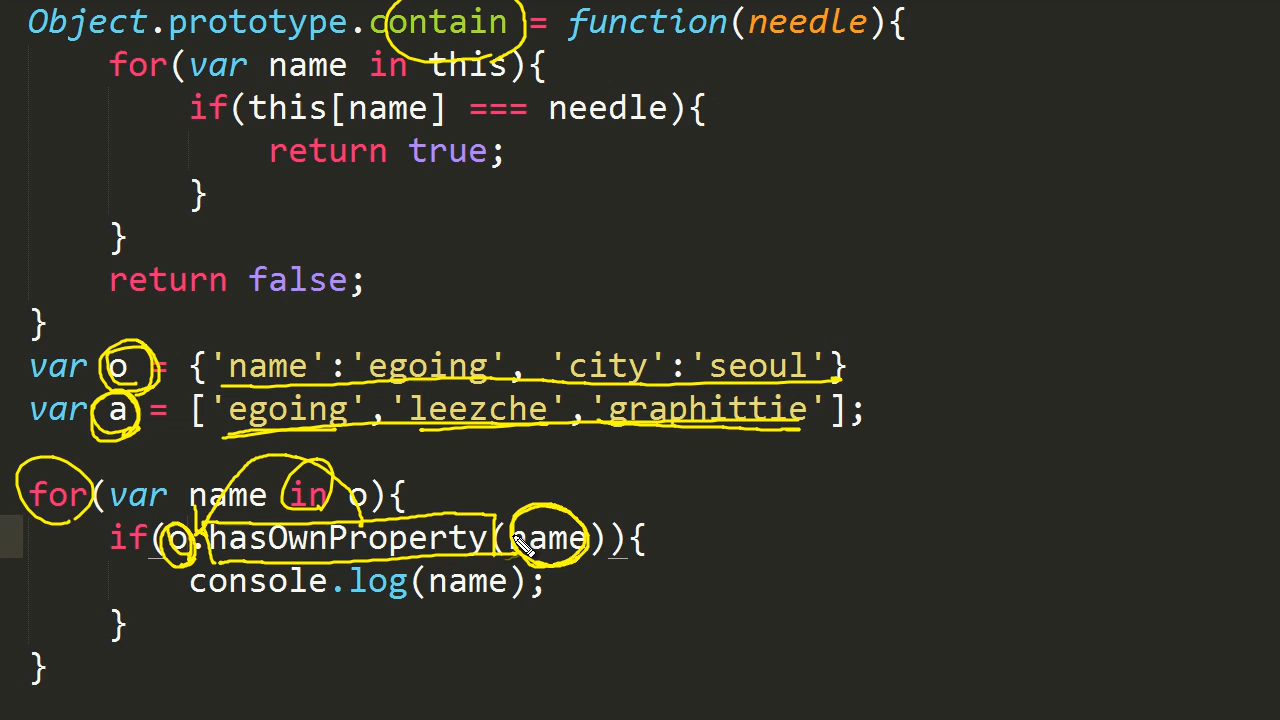 Object.prototype.contain = function(needle){
    for(var name in this){
        if(this[name] === needle){
            return true;
        }
    }
    return false;
}
var o = {'name':'egoing', 'city':'seoul'}
var a = ['egoing','leezche','graphittie'];

for(var name in o){
    if(o.hasOwnProperty(name)){
        console.log(name);
    }
}